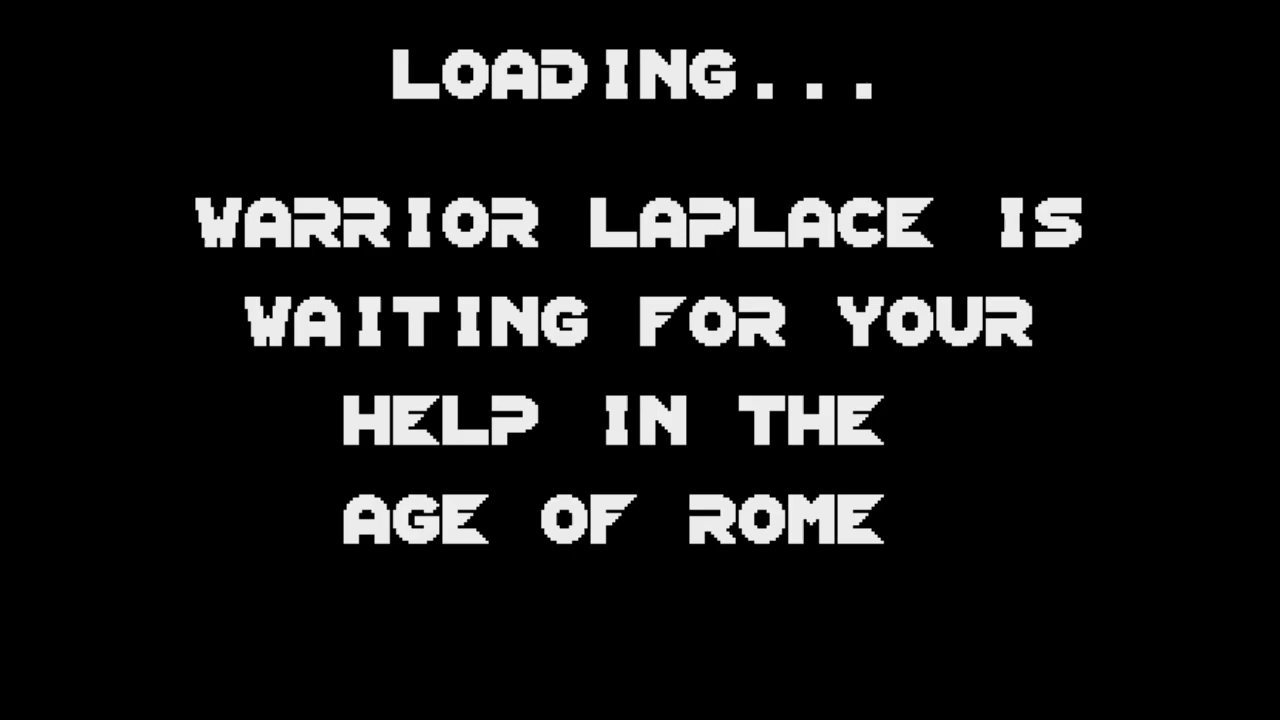 LOADING...
WARRIOR LAPLACE IS
WAITING FOR YOUR
HELP IN THE
AGE OF ROME